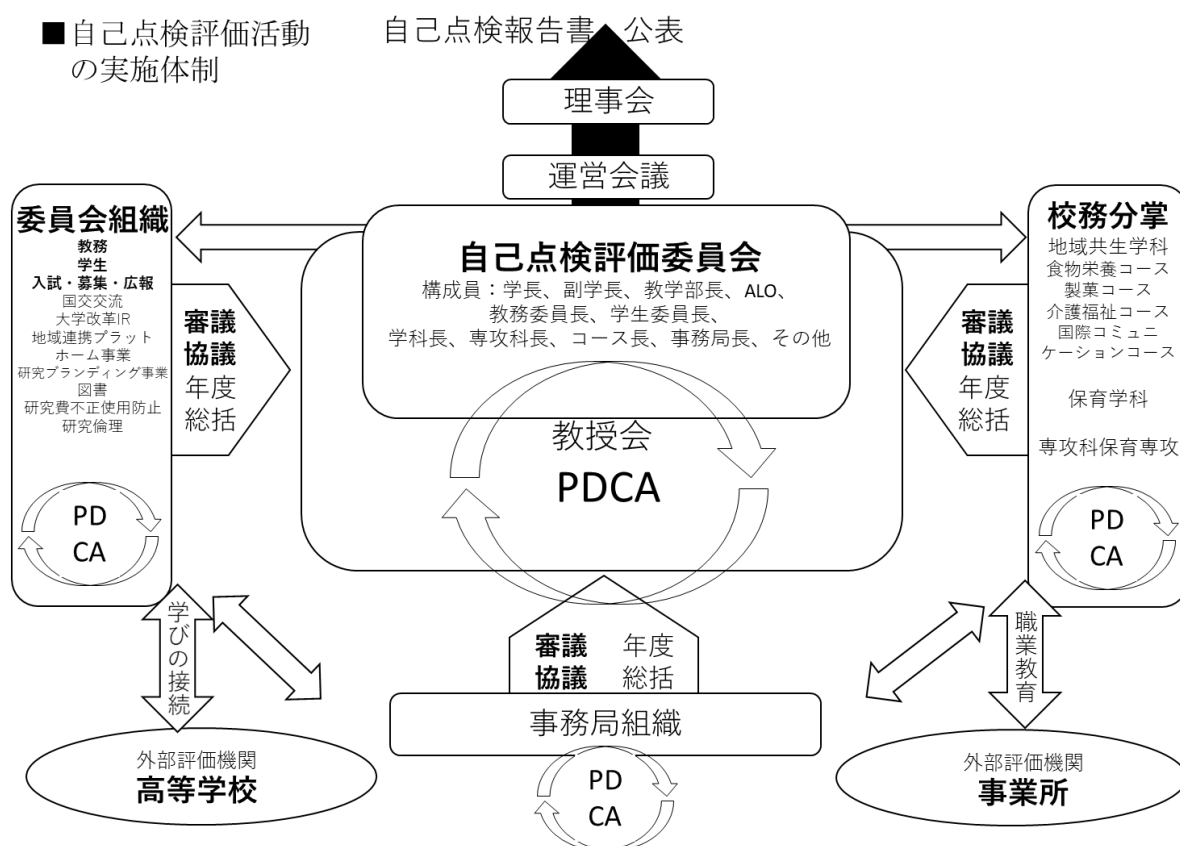 ■自己点検評価活動
の実施体制
自己点検報告書 公表
理事会
運営会議
委員会組織
教務
学生
入試・募集・広報
国交交流
大学改革IR
地域連携プラット
ホーム事業
研究ブランディング事業
図書
研究費不正使用防止
研究倫理
PD
CA
審議
協議
年度
総括
自己点検評価委員会
構成員:学長、副学長、教学部長、ALO、
教務委員長、学生委員長、
学科長、専攻科長、コース長、事務局長、その他
教授会
PDCA
審議
協議
年度
総括
校務分掌
地域共生学科
食物栄養コース
製菓コース
介護福祉コース
国際コミュニ
ケーションコース
保育学科
専攻科保育専攻
PD
CA
学びの接続
審議 年度
協議 総括
事務局組織
PD
CA
職業教育
外部評価機関
高等学校
外部評価機関
事業所